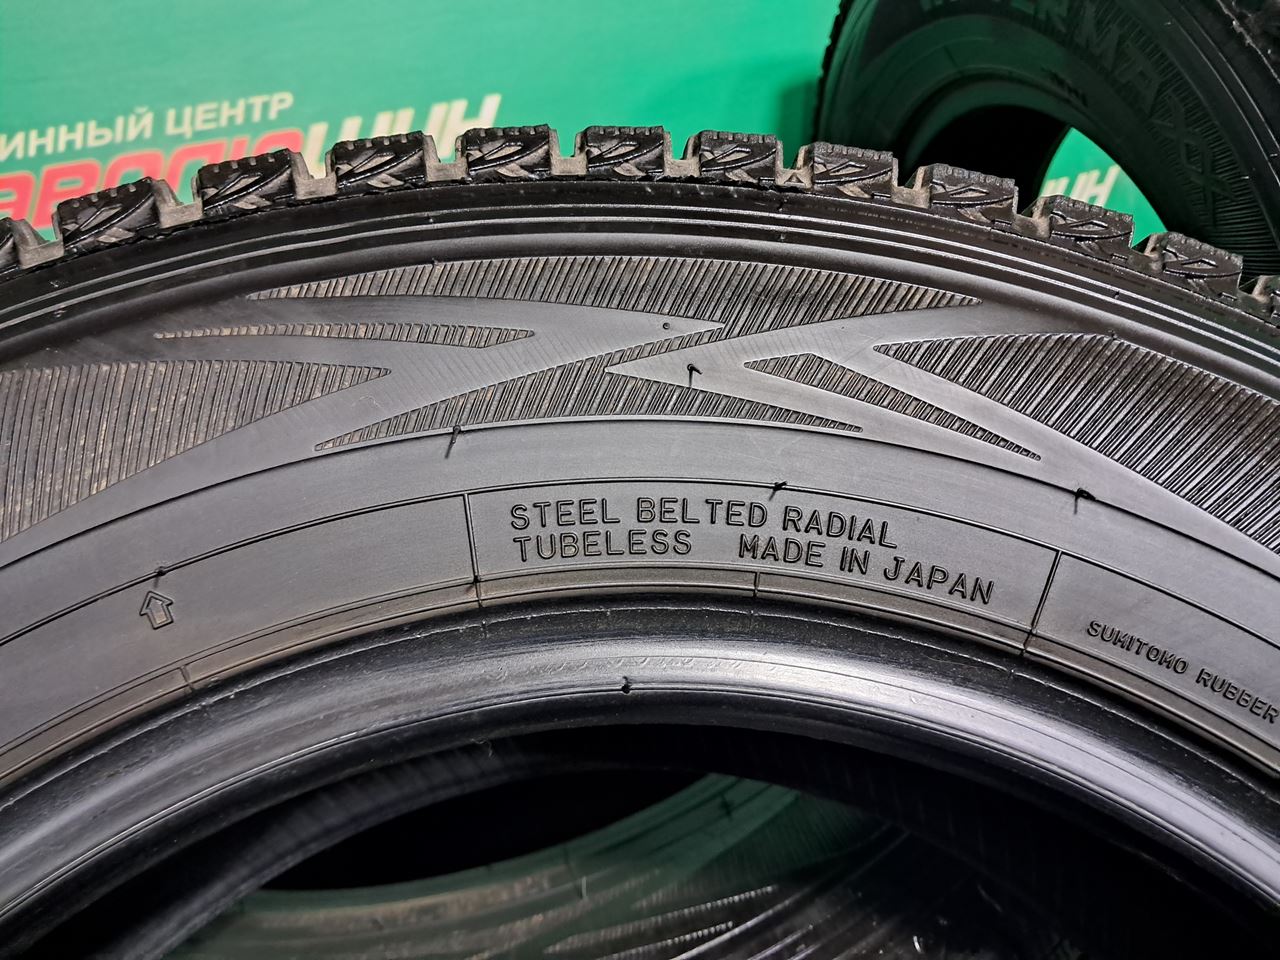 ИННЫЙ ЦЕНТР
STEEL BELTED RADIAL
TUBELESS MADE IN JAPAN
SUMITOMO RUBBER